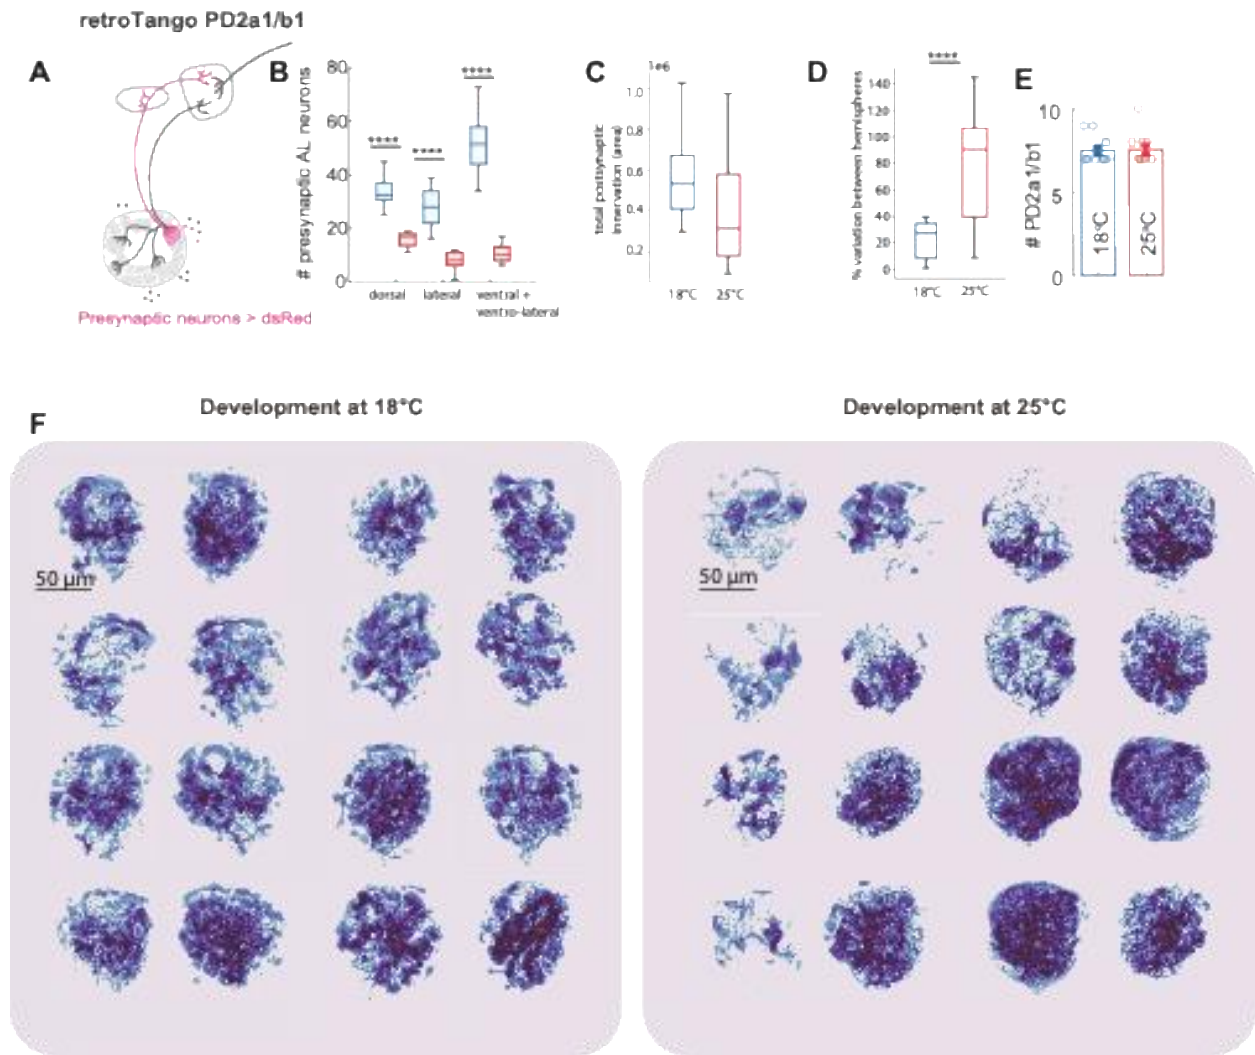 retroTango PD2a1/b1
A
Presynaptic neurons > dsRed
B
# presynaptic AL neurons
80
60
40
20
0
****
****
****
dorsal
lateral
ventral +
ventro-lateral
C
total postsynaptic
innervation (area)
1e6
1.0
0.8
0.6
0.4
0.2
18°C
25°C
D
% variation between hemispheres
140
120
100
80
60
40
20
0
****
18°C
25°C
E
# PD2a1/b1
10
5
0
18°C
25°C
F
Development at 18°C
50 µm
Development at 25°C
50 µm